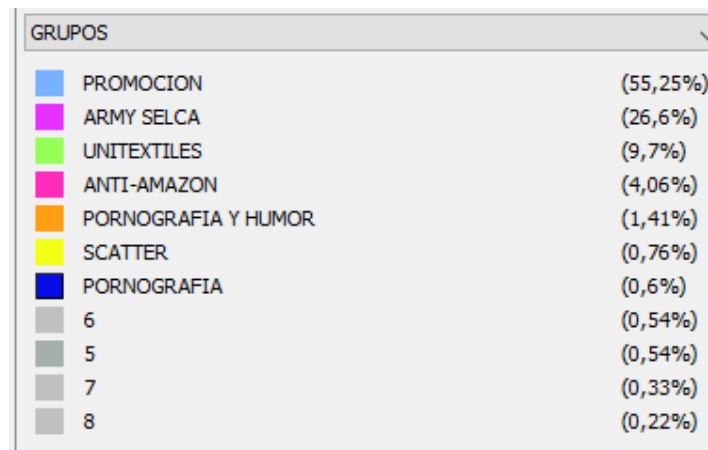 GRUPOS
PROMOCION (55,25%)
ARMY SELCA (26,6%)
UNITEXTILES (9,7%)
ANTI-AMAZON (4,06%)
PORNOGRAFIA Y HUMOR (1,41%)
SCATTER (0,76%)
PORNOGRAFIA (0,6%)
6 (0,54%)
5 (0,54%)
7 (0,33%)
8 (0,22%)